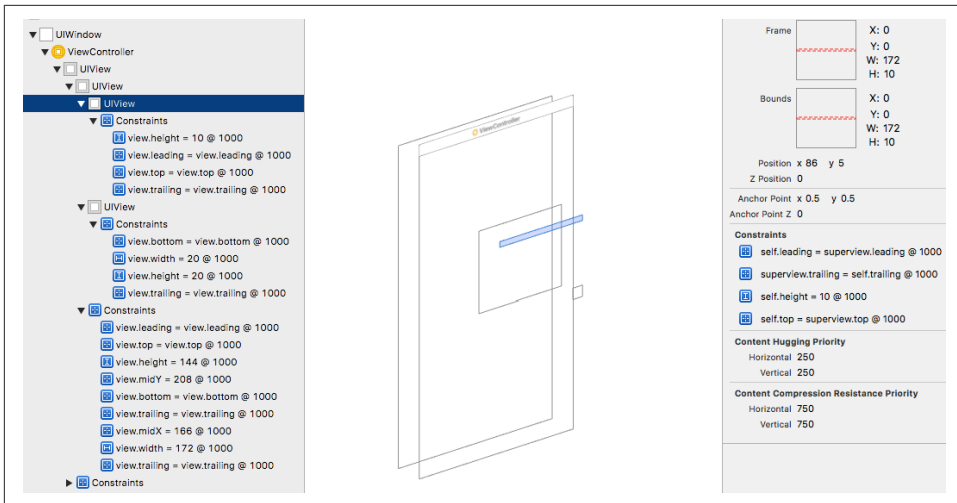 UIWindow
ViewController
UIView
UIView
UIView
Constraints
view.height = 10 @ 1000
view.leading = view.leading @ 1000
view.top = view.top @ 1000
view.trailing = view.trailing @ 1000
UIView
Constraints
view.bottom = view.bottom @ 1000
view.width = 20 @ 1000
view.height = 20 @ 1000
view.trailing = view.trailing @ 1000
Constraints
view.leading = view.leading @ 1000
view.top = view.top @ 1000
view.height = 144 @ 1000
view.midY = 208 @ 1000
view.bottom = view.bottom @ 1000
view.trailing = view.trailing @ 1000
view.midX = 166 @ 1000
view.width = 172 @ 1000
view.trailing = view.trailing @ 1000
Constraints
ViewController
Frame
X: 0
Y: 0
W: 172
H: 10
Bounds
X: 0
Y: 0
W: 172
H: 10
Position x 86 y 5
Z Position 0
Anchor Point x 0.5 y 0.5
Anchor Point Z 0
Constraints
self.leading = superview.leading @ 1000
superview.trailing = self.trailing @ 1000
self.height = 10 @ 1000
self.top = superview.top @ 1000
Content Hugging Priority
Horizontal 250
Vertical 250
Content Compression Resistance Priority
Horizontal 750
Vertical 750